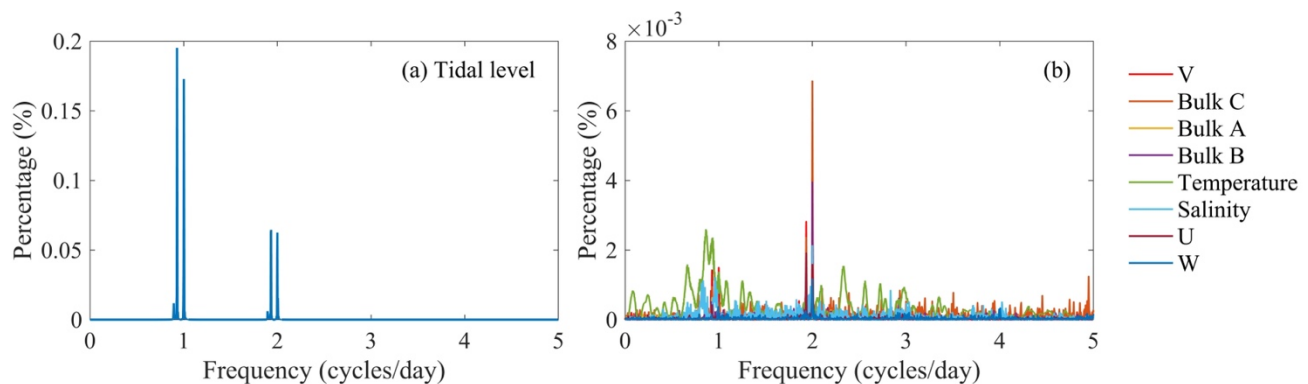 (a) Tidal level
Percentage (%)
0.2
0.15
0.1
0.05
0
0 1 2 3 4 5
Frequency (cycles/day)
×10⁻³
(b)
Percentage (%)
8
6
4
2
0
0 1 2 3 4 5
Frequency (cycles/day)
V
Bulk C
Bulk A
Bulk B
Temperature
Salinity
U
W